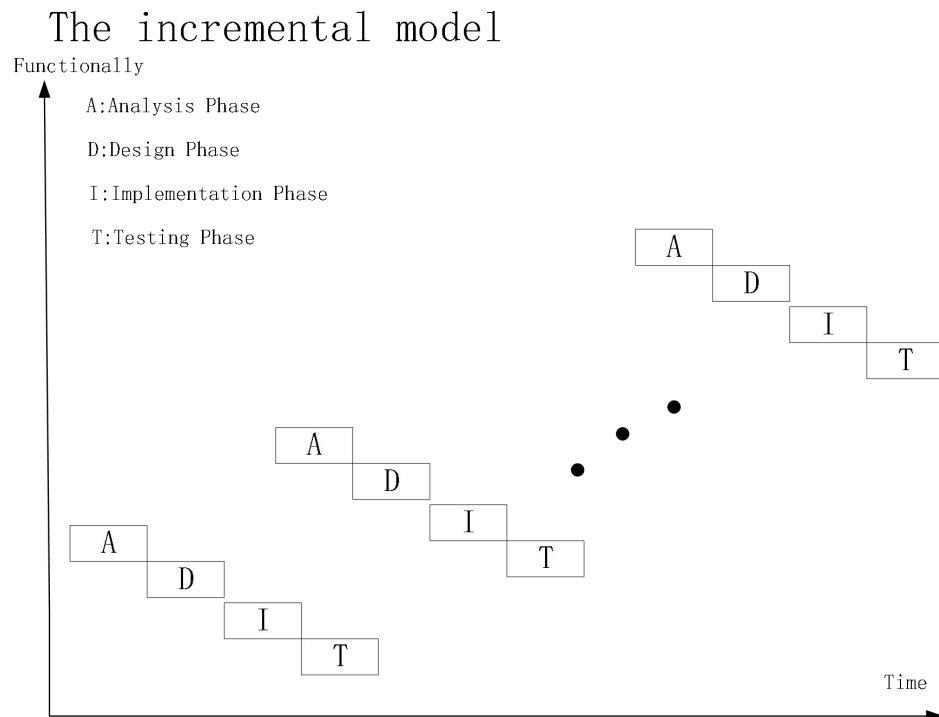 The incremental model
Functionally
A:Analysis Phase
D:Design Phase
I:Implementation Phase
T:Testing Phase
A
D
I
T
A
D
I
T
A
D
I
T
Time